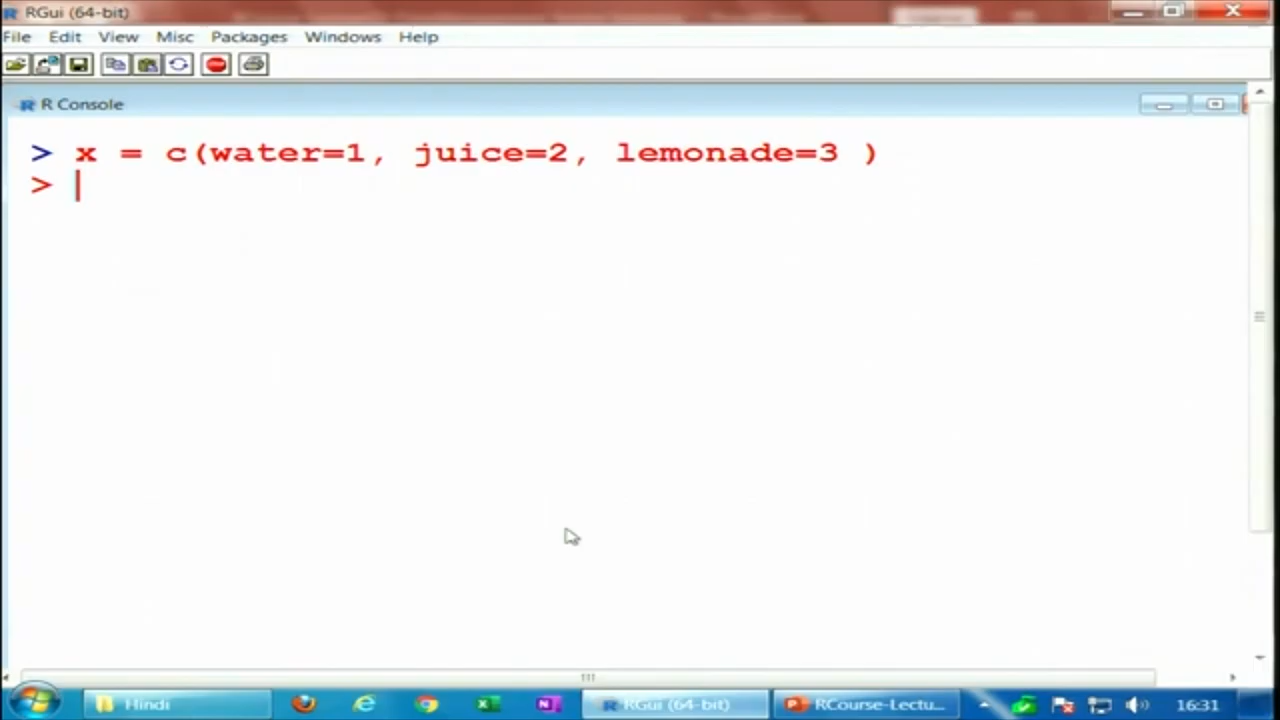 RGui (64-bit)
File Edit View Misc Packages Windows Help
R Console
> x = c(water=1, juice=2, lemonade=3 )
>
Hindi RGui (64-bit) RCourse-Lectu... 16:31